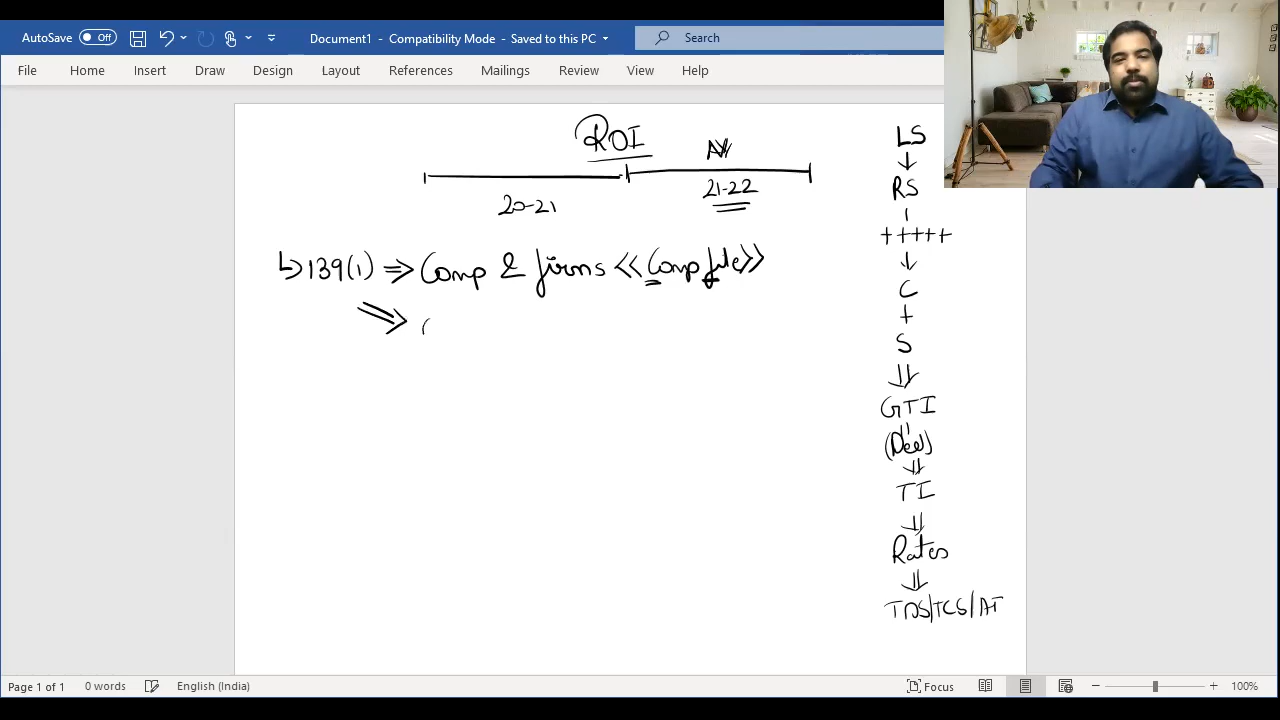 AutoSave Off Document1 - Compatibility Mode - Saved to this PC Search
File Home Insert Draw Design Layout References Mailings Review View Help
ROI
20-21
21-22
↳ 139(1) ⇒ Comp & firms << Comp file >>
⇒
LS
↓
RS
+++++
↓
C
+
S
⇓
GTI
(Ded)
⇓
TI
⇓
Rates
⇓
TDS/TCS/AT
Page 1 of 1 0 words English (India) Focus 100%